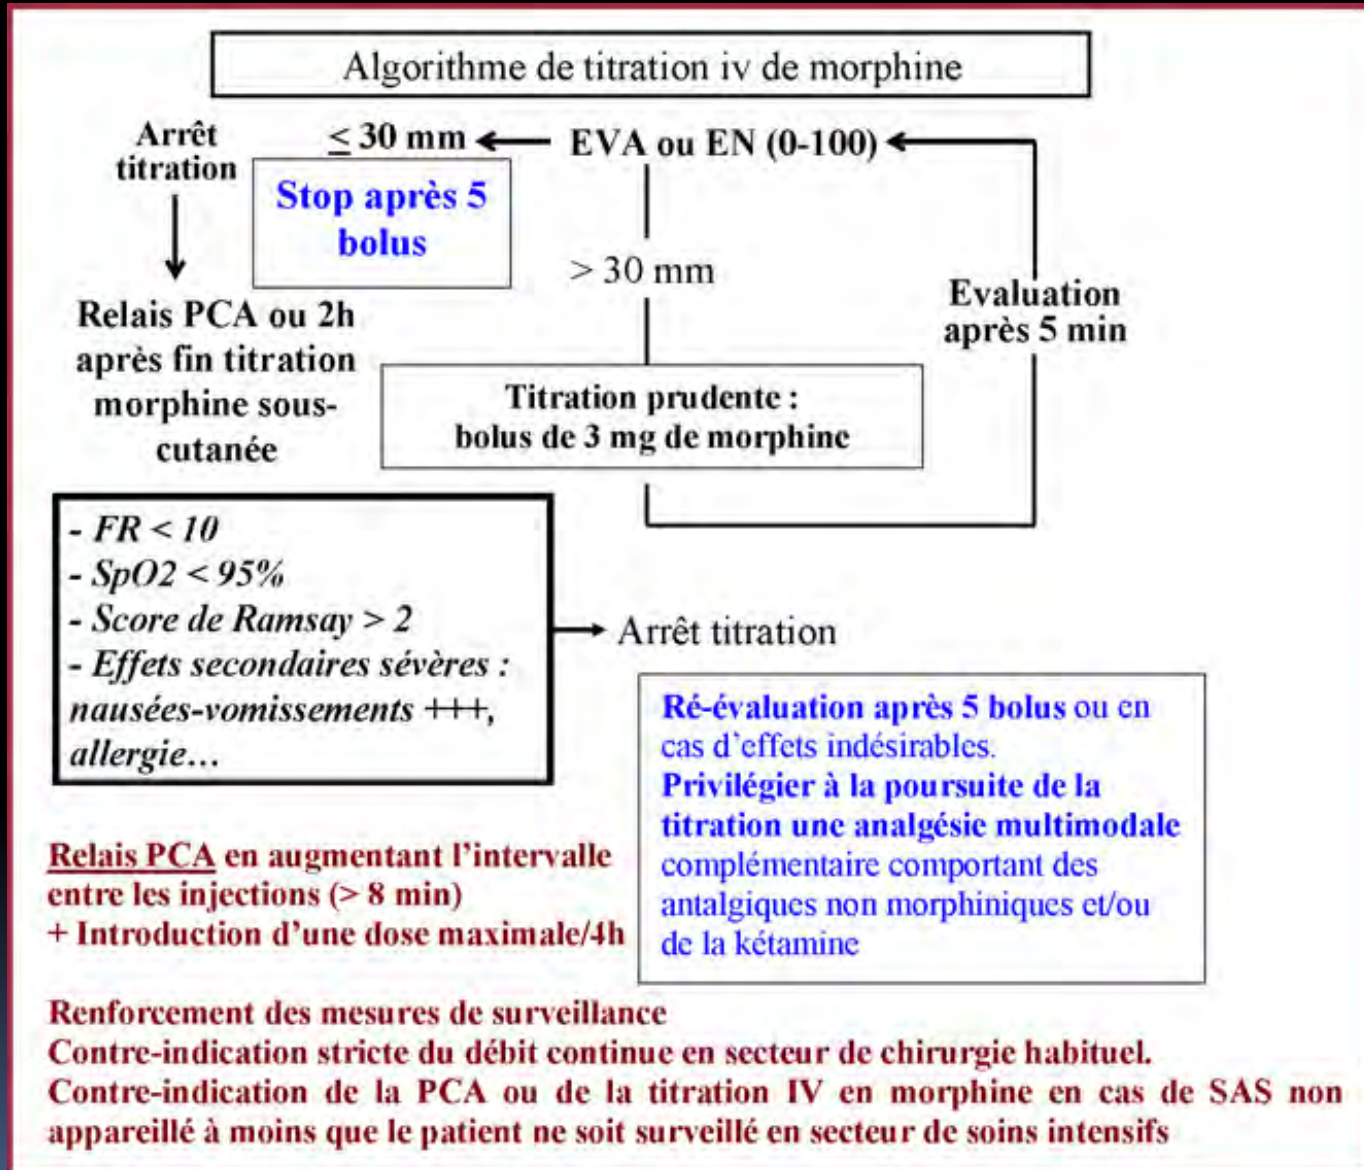 Algorithme de titration iv de morphine
Arrêt
titration
≤ 30 mm
EVA ou EN (0-100)
Stop après 5
bolus
> 30 mm
Evaluation
après 5 min
Relais PCA ou 2h
après fin titration
morphine sous-
cutanée
Titration prudente :
bolus de 3 mg de morphine
- FR < 10
- SpO2 < 95%
- Score de Ramsay > 2
- Effets secondaires sévères :
nausées-vomissements +++,
allergie...
Arrêt titration
Ré-évaluation après 5 bolus ou en
cas d'effets indésirables.
Privilégier à la poursuite de la
titration une analgésie multimodale
complémentaire comportant des
antalgiques non morphiniques et/ou
de la kétamine
Relais PCA en augmentant l'intervalle
entre les injections (> 8 min)
+ Introduction d'une dose maximale/4h
Renforcement des mesures de surveillance
Contre-indication stricte du débit continue en secteur de chirurgie habituel.
Contre-indication de la PCA ou de la titration IV en morphine en cas de SAS non
appareillé à moins que le patient ne soit surveillé en secteur de soins intensifs